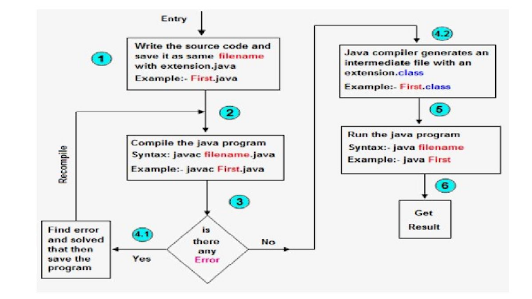 Entry
1
Write the source code and
save it as same filename
with extension.java
Example:- First.java
2
Compile the java program
Syntax: javac filename.java
Example:- javac First.java
3
is
there
any
Error
4.1
Yes
Find error
and solved
that then
save the
program
Recompile
No
4.2
Java compiler generates an
intermediate file with an
extension.class
Example:- First.class
5
Run the java program
Syntax:- java filename
Example:- java First
6
Get
Result